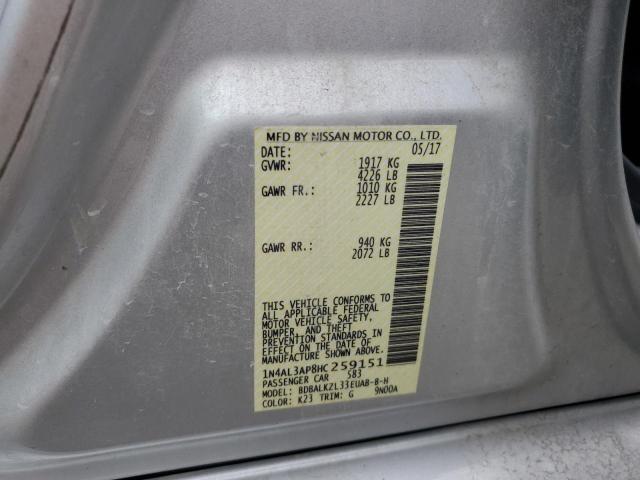 MFD BY NISSAN MOTOR CO., LTD.
DATE: 05/17
GVWR: 1917 KG
4226 LB
GAWR FR.: 1010 KG
2227 LB
GAWR RR.: 940 KG
2072 LB
THIS VEHICLE CONFORMS TO
ALL APPLICABLE FEDERAL
MOTOR VEHICLE SAFETY,
BUMPER, AND THEFT
PREVENTION STANDARDS IN
EFFECT ON THE DATE OF
MANUFACTURE SHOWN ABOVE.
1N4AL3AP8HC259151
PASSENGER CAR 583
MODEL: BDBALKZL33EUAB-B-H
COLOR: K23 TRIM: G 9N00A